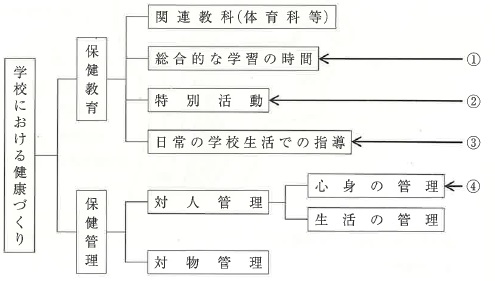 学校における健康づくり
保健教育
関連教科(体育科等)
総合的な学習の時間
①
特別活動
②
日常の学校生活での指導
③
保健管理
対人管理
心身の管理
④
生活の管理
対物管理